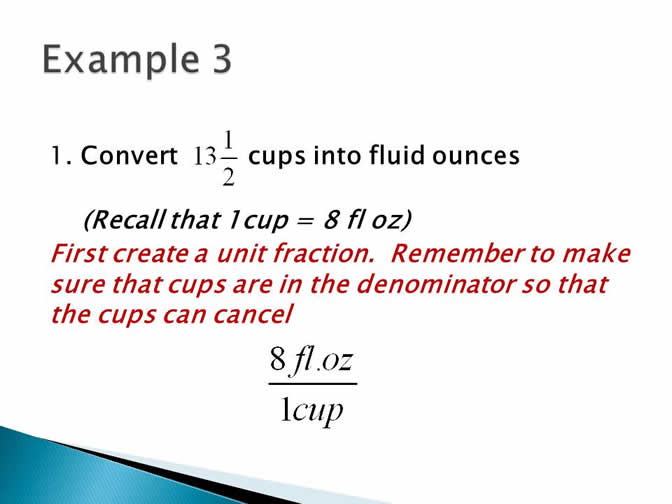 Example 3
1. Convert 13 1/2 cups into fluid ounces
(Recall that 1cup = 8 fl oz)
First create a unit fraction. Remember to make
sure that cups are in the denominator so that
the cups can cancel
8 fl.oz
1cup